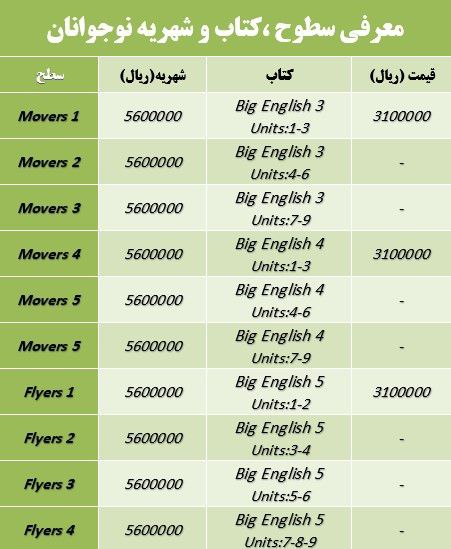 معرفی سطوح ،کتاب و شهریه نوجوانان
سطح شهریه(ریال) کتاب قیمت (ریال)
Movers 1 5600000 Big English 3 3100000
Units:1-3
Movers 2 5600000 Big English 3 -
Units:4-6
Movers 3 5600000 Big English 3 -
Units:7-9
Movers 4 5600000 Big English 4 3100000
Units:1-3
Movers 5 5600000 Big English 4 -
Units:4-6
Movers 5 5600000 Big English 4 -
Units:7-9
Flyers 1 5600000 Big English 5 3100000
Units:1-2
Flyers 2 5600000 Big English 5 -
Units:3-4
Flyers 3 5600000 Big English 5 -
Units:5-6
Flyers 4 5600000 Big English 5 -
Units:7-8-9